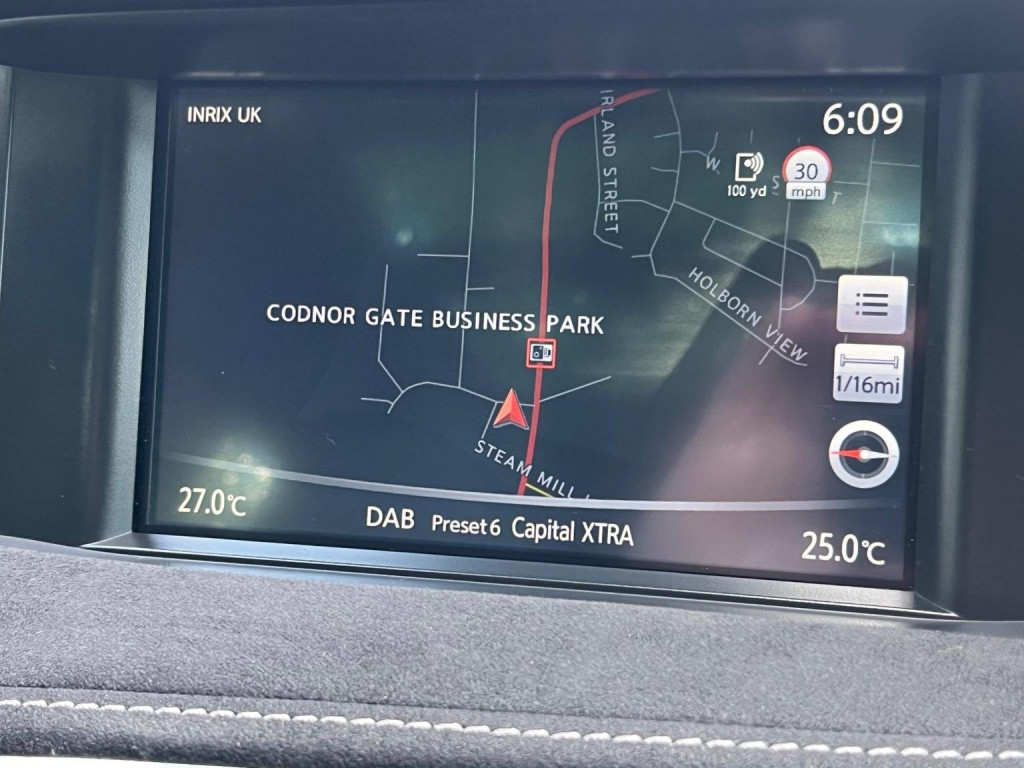 INRIX UK
6:09
IRLAND STREET
W.
100 yd
30
mph
S
T
HOLBORN VIEW
CODNOR GATE BUSINESS PARK
1/16mi
STEAM MILL L
27.0°C
DAB Preset 6 Capital XTRA
25.0°C